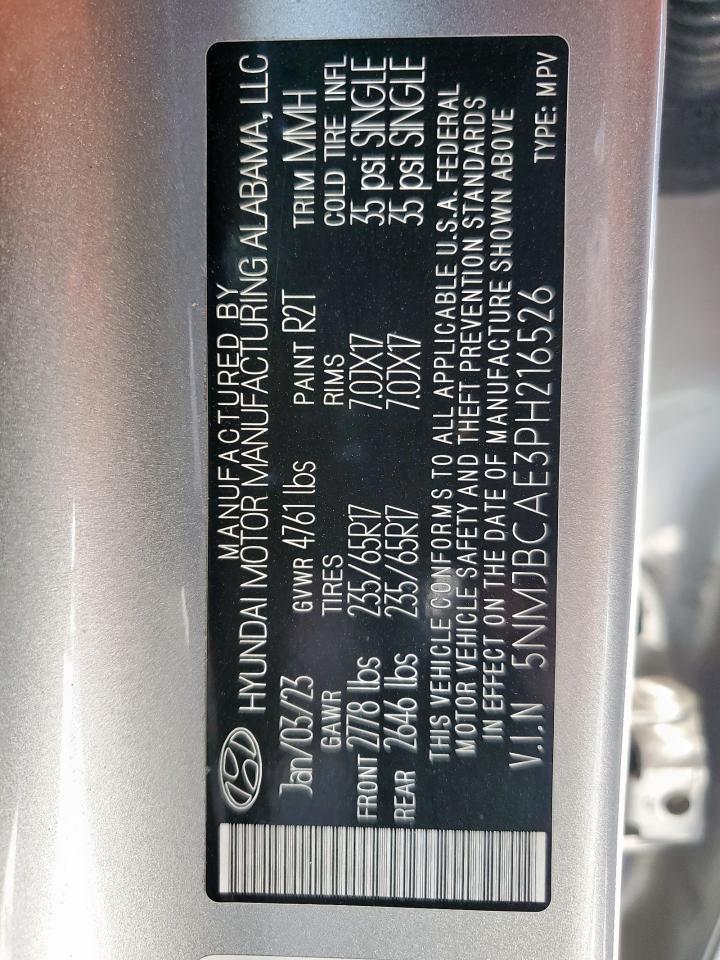 MANUFACTURED BY
HYUNDAI MOTOR MANUFACTURING ALABAMA, LLC
Jan/03/23 GVWR 4761 lbs PAINT R2T TRIM MMH
GAWR TIRES RIMS COLD TIRE INFL
FRONT 2778 lbs 235/65R17 7.0JX17 35 psi SINGLE
REAR 2646 lbs 235/65R17 7.0JX17 35 psi SINGLE
THIS VEHICLE CONFORMS TO ALL APPLICABLE U.S.A. FEDERAL
MOTOR VEHICLE SAFETY AND THEFT PREVENTION STANDARDS
IN EFFECT ON THE DATE OF MANUFACTURE SHOWN ABOVE
V.I.N 5NMJBCAE3PH216526 TYPE: MPV